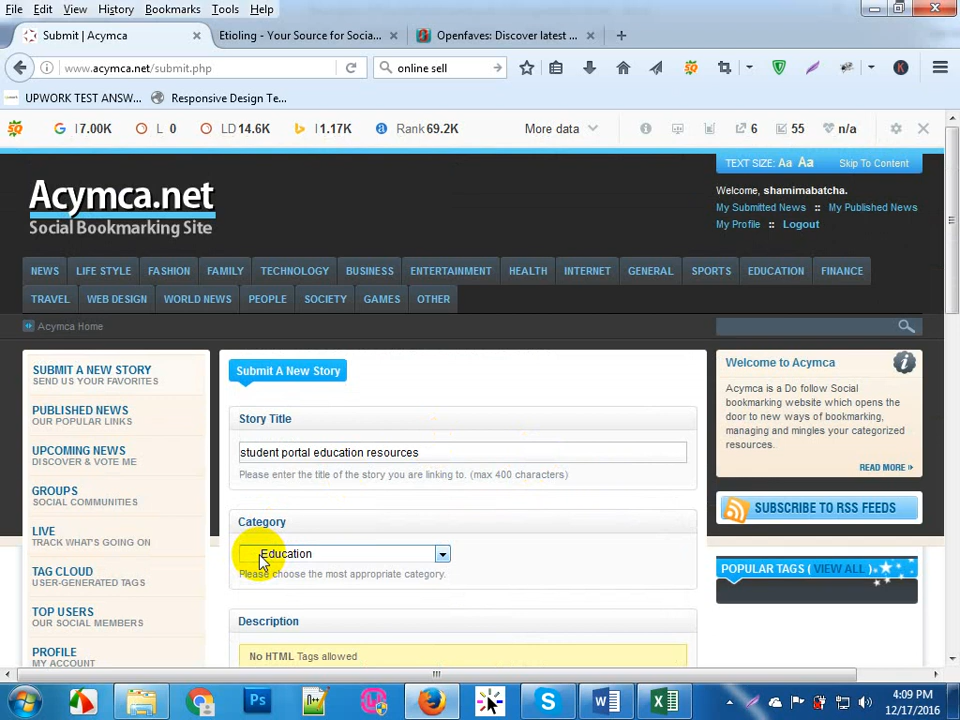 File Edit View History Bookmarks Tools Help
Submit | Acymca
Etioling - Your Source for Socia...
Openfaves: Discover latest ...
www.acymca.net/submit.php
online sell
UPWORK TEST ANSW...
Responsive Design Te...
I 7.00K
L 0
LD 14.6K
I 1.17K
Rank 69.2K
More data
6
55
n/a
TEXT SIZE: Aa Aa
Skip To Content
Acymca.net
Social Bookmarking Site
Welcome, shamimabatcha.
My Submitted News :: My Published News
My Profile :: Logout
NEWS LIFE STYLE FASHION FAMILY TECHNOLOGY BUSINESS ENTERTAINMENT HEALTH INTERNET GENERAL SPORTS EDUCATION FINANCE
TRAVEL WEB DESIGN WORLD NEWS PEOPLE SOCIETY GAMES OTHER
Acymca Home
SUBMIT A NEW STORY
SEND US YOUR FAVORITES
PUBLISHED NEWS
OUR POPULAR LINKS
UPCOMING NEWS
DISCOVER & VOTE ME
GROUPS
SOCIAL COMMUNITIES
LIVE
TRACK WHAT'S GOING ON
TAG CLOUD
USER-GENERATED TAGS
TOP USERS
OUR SOCIAL MEMBERS
PROFILE
MY ACCOUNT
Submit A New Story
Story Title
student portal education resources
Please enter the title of the story you are linking to. (max 400 characters)
Category
Education
Please choose the most appropriate category.
Description
No HTML Tags allowed
Welcome to Acymca
Acymca is a Do follow Social
bookmarking website which opens the
door to new ways of bookmarking,
managing and mingles your categorized
resources.
READ MORE
SUBSCRIBE TO RSS FEEDS
POPULAR TAGS ( VIEW ALL )
Ps
4:09 PM
12/17/2016